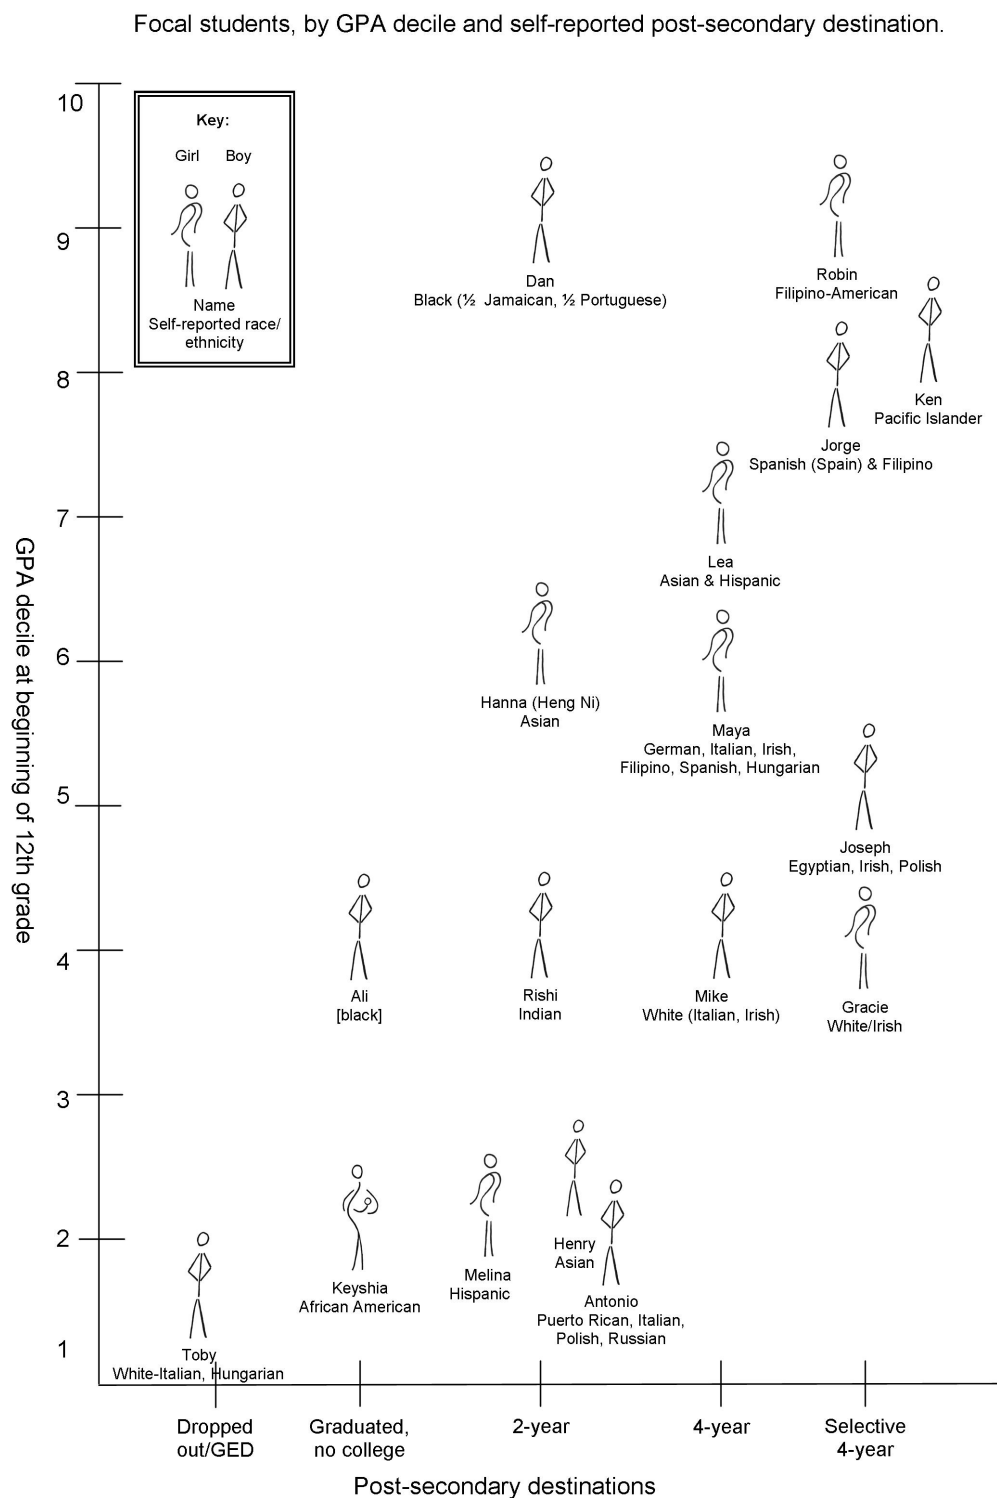 Focal students, by GPA decile and self-reported post-secondary destination.
10
Key:
Girl Boy
Name
Self-reported race/
ethnicity
9
Dan
Black (½ Jamaican, ½ Portuguese)
Robin
Filipino-American
8
Ken
Pacific Islander
Jorge
Spanish (Spain) & Filipino
7
Lea
Asian & Hispanic
6
Hanna (Heng Ni)
Asian
Maya
German, Italian, Irish,
Filipino, Spanish, Hungarian
5
Joseph
Egyptian, Irish, Polish
4
Ali
[black]
Rishi
Indian
Mike
White (Italian, Irish)
Gracie
White/Irish
3
2
Henry
Asian
Melina
Hispanic
Keyshia
African American
Antonio
Puerto Rican, Italian,
Polish, Russian
1
Toby
White-Italian, Hungarian
GPA decile at beginning of 12th grade
Dropped
out/GED
Graduated,
no college
2-year
4-year
Selective
4-year
Post-secondary destinations